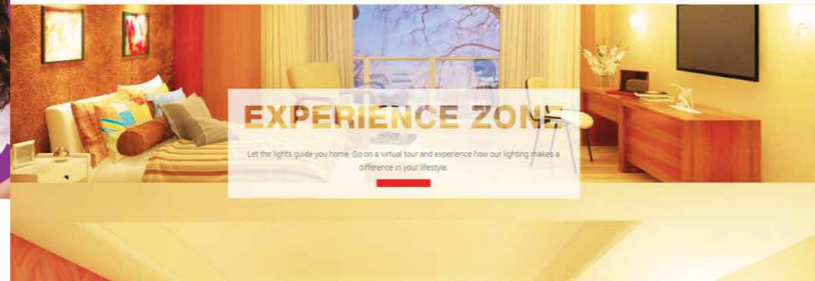 EXPERIENCE ZONE
Let the lights guide you home. Go on a virtual tour and experience how our lighting makes a
difference in your lifestyle.